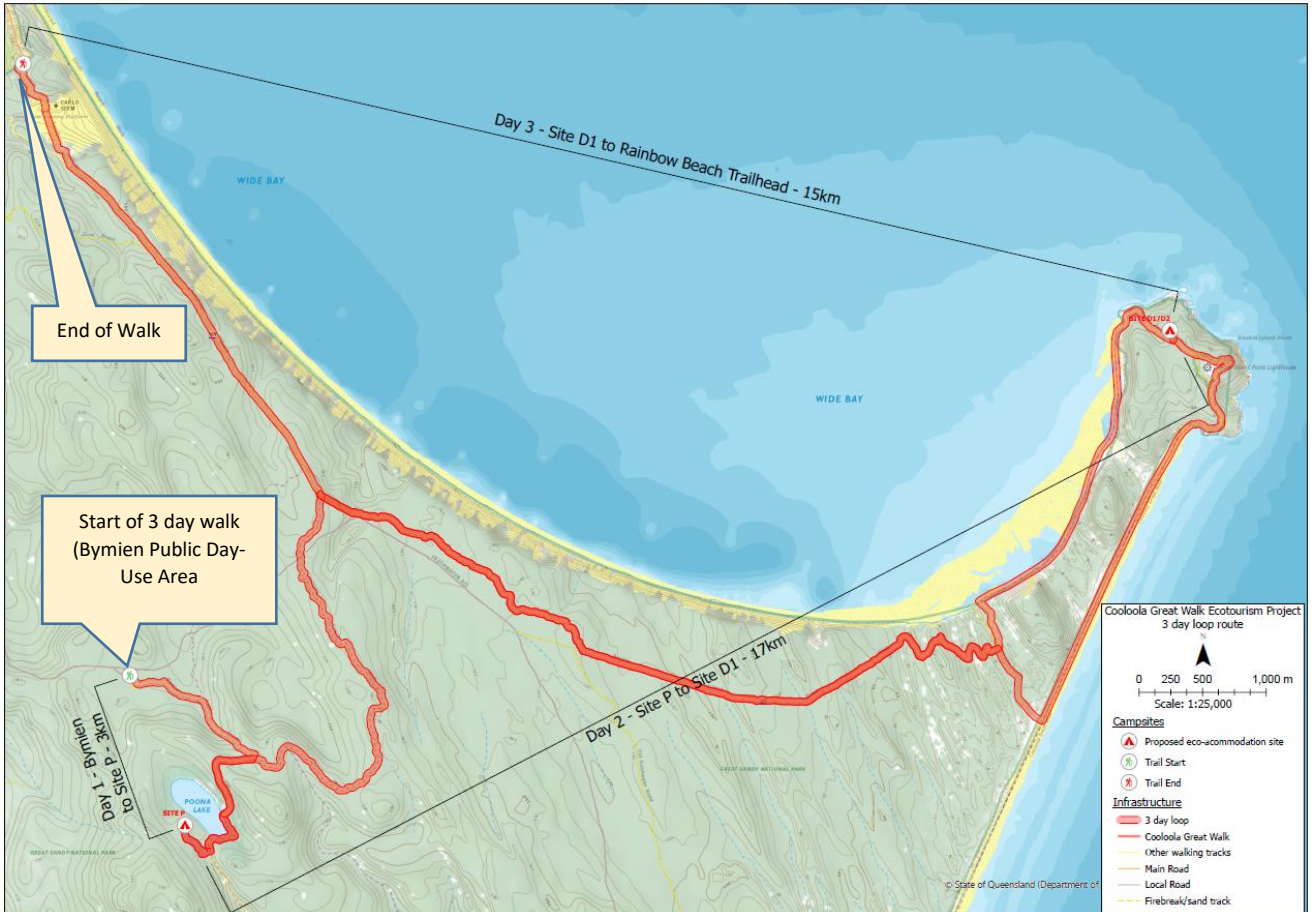 CARLO
WIDE BAY
Day 3 - Site D1 to Rainbow Beach Trailhead - 15km
End of Walk
SITE D1/D2
WIDE BAY
Start of 3 day walk
(Bymien Public Day-
Use Area
Day 2 - Site P to Site D1 - 17km
Day 1 - Bymien
to Site P - 3km
POONA
LAKE
SITE P
GREAT SANDY NATIONAL PARK
GREAT SANDY NATIONAL PARK
© State of Queensland (Department of
Cooloola Great Walk Ecotourism Project
3 day loop route
N
0 250 500 1,000 m
Scale: 1:25,000
Campsites
Proposed eco-acommodation site
Trail Start
Trail End
Infrastructure
3 day loop
Cooloola Great Walk
Other walking tracks
Main Road
Local Road
Firebreak/sand track